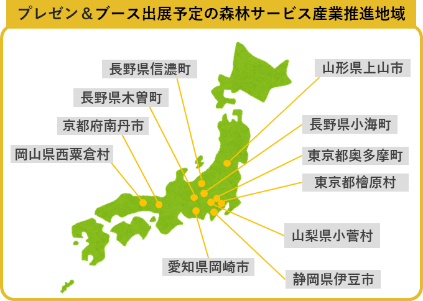 プレゼン＆ブース出展予定の森林サービス産業推進地域
長野県信濃町
長野県木曽町
京都府南丹市
岡山県西粟倉村
山形県上山市
長野県小海町
東京都奥多摩町
東京都檜原村
山梨県小菅村
愛知県岡崎市
静岡県伊豆市